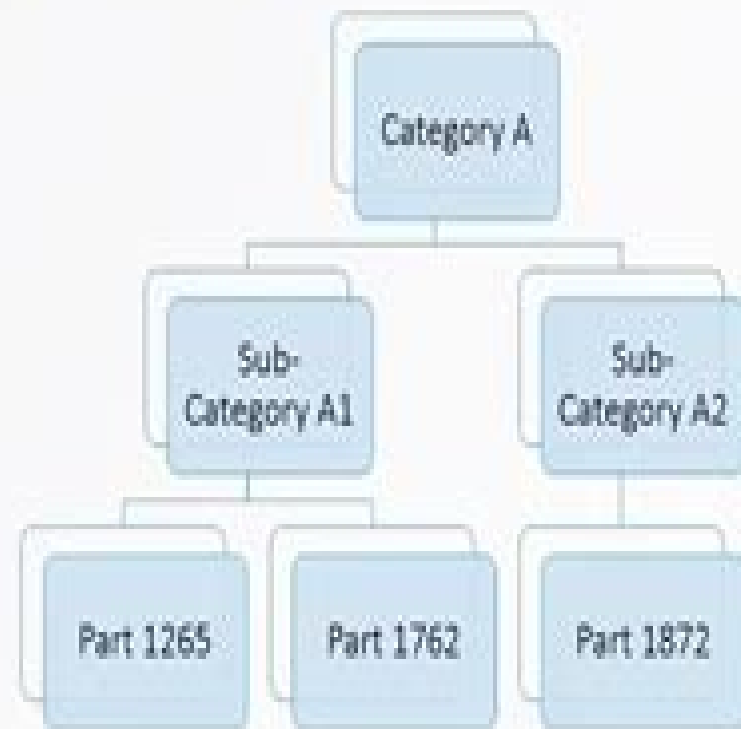 Category A
Sub-
Category A1
Sub-
Category A2
Part 1265
Part 1762
Part 1872